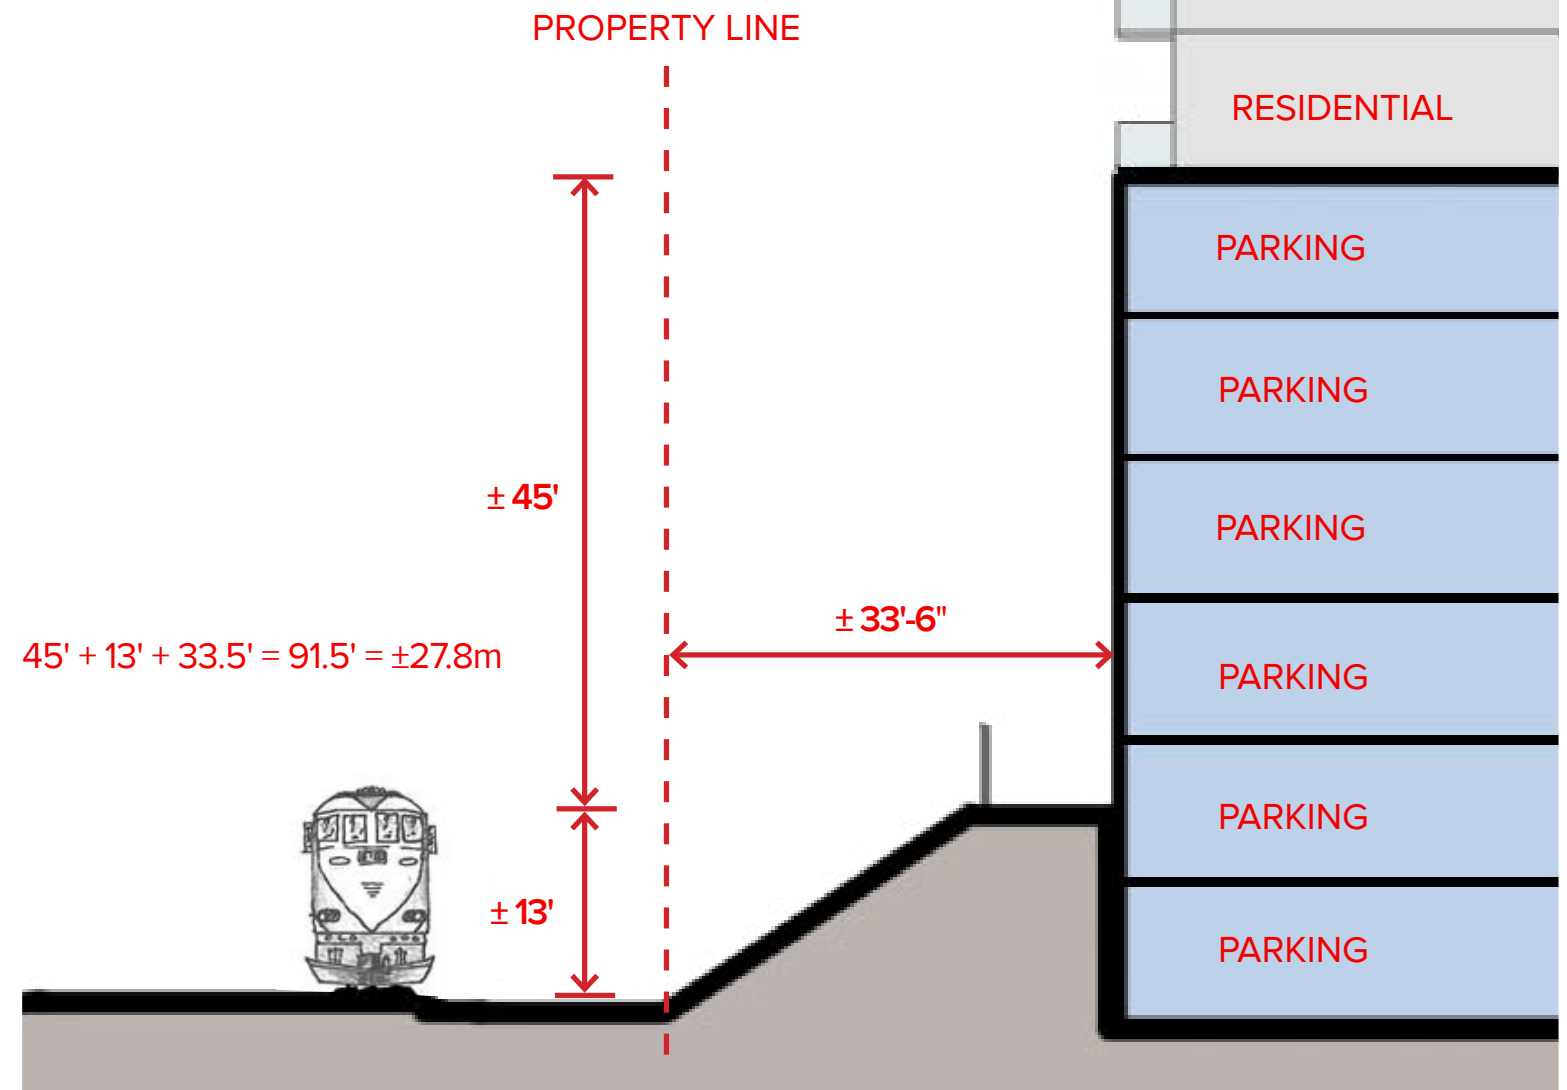 PROPERTY LINE
RESIDENTIAL
PARKING
PARKING
± 45'
PARKING
± 33'-6"
45' + 13' + 33.5' = 91.5' = ±27.8m
PARKING
PARKING
± 13'
PARKING